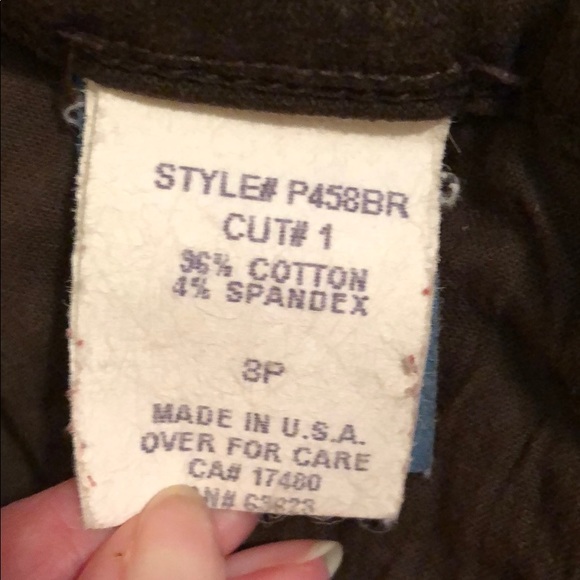 STYLE# P458BR
CUT# 1
96% COTTON
4% SPANDEX
3P
MADE IN U.S.A.
OVER FOR CARE
CA# 17480